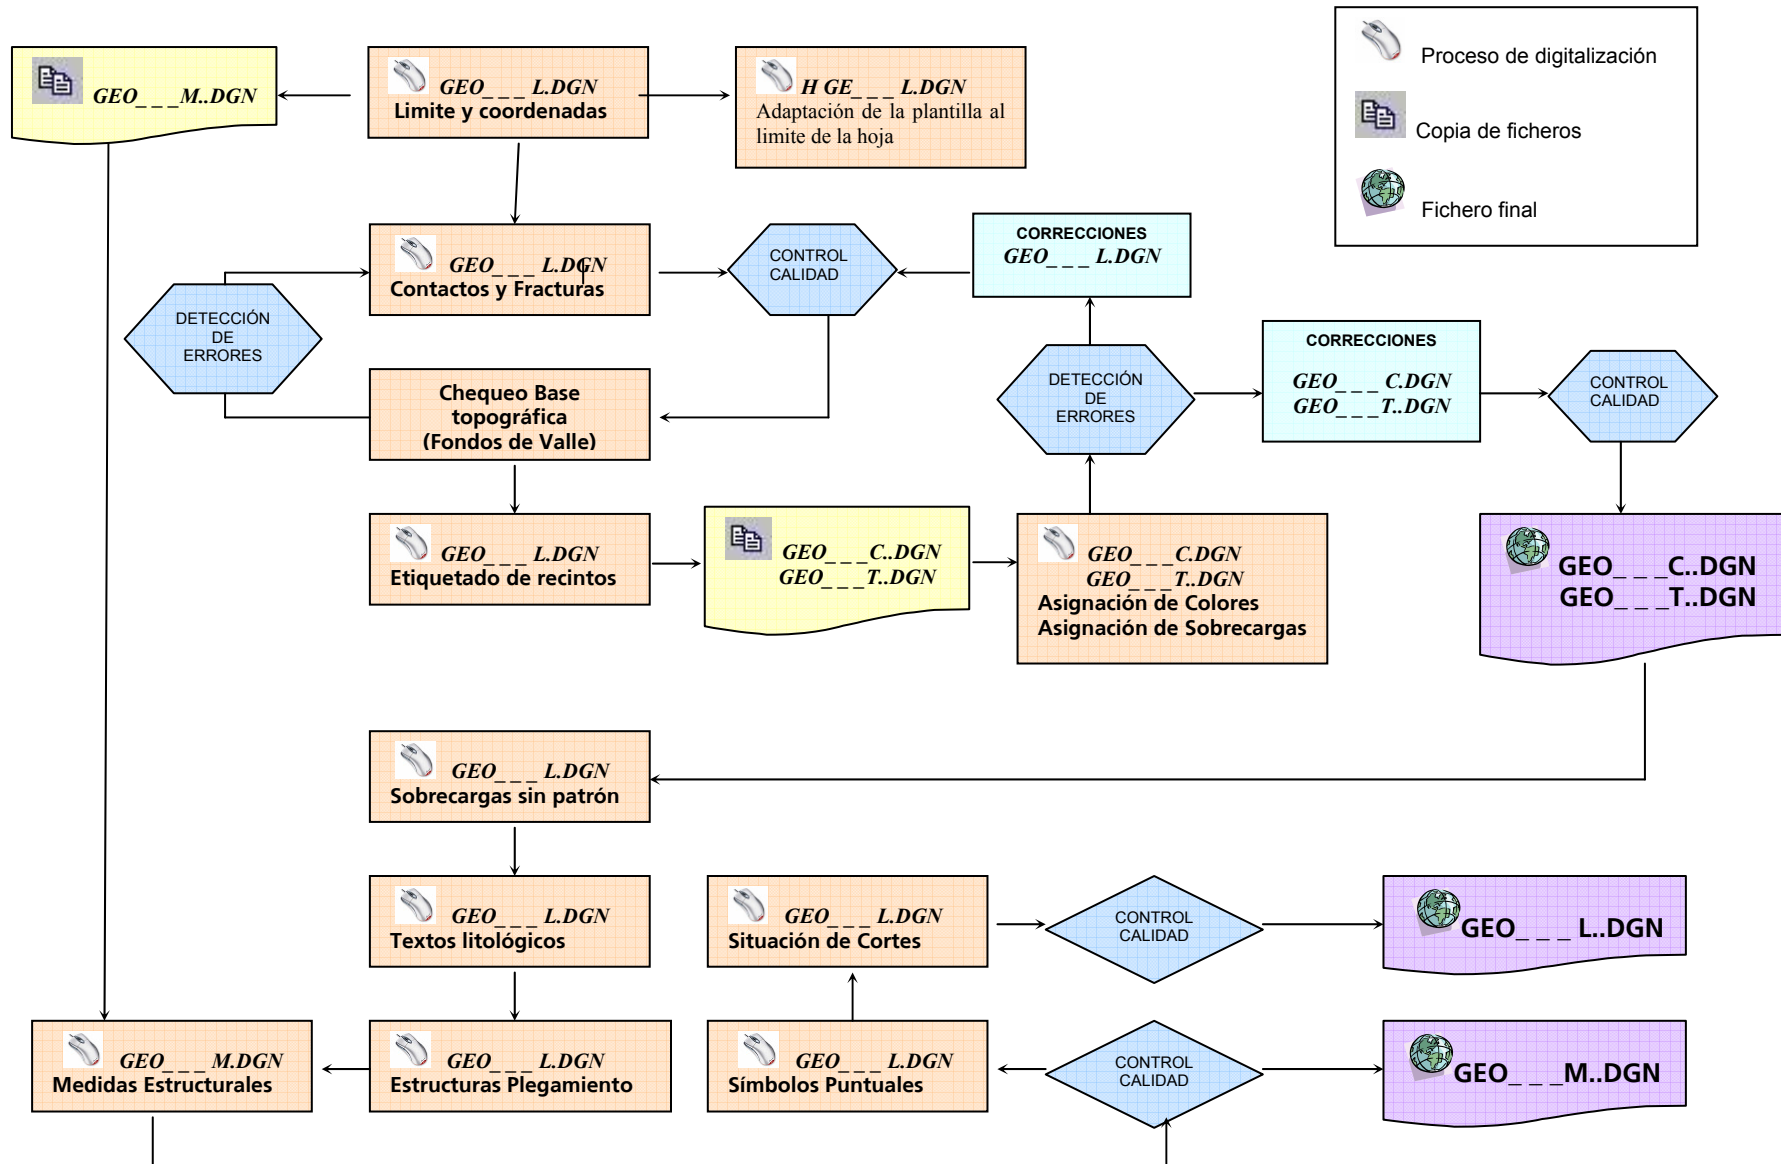 Proceso de digitalización
Copia de ficheros
Fichero final
GEO_ _ _M..DGN
GEO_ _ _ L.DGN
Limite y coordenadas
H GE_ _ _ L.DGN
Adaptación de la plantilla al
limite de la hoja
GEO_ _ _ L.DGN
Contactos y Fracturas
CONTROL
CALIDAD
CORRECCIONES
GEO_ _ _ L.DGN
DETECCIÓN
DE
ERRORES
Chequeo Base
topográfica
(Fondos de Valle)
DETECCIÓN
DE
ERRORES
CORRECCIONES
GEO_ _ _ C.DGN
GEO_ _ _T..DGN
CONTROL
CALIDAD
GEO_ _ _ L.DGN
Etiquetado de recintos
GEO_ _ _C..DGN
GEO_ _ _T..DGN
GEO_ _ _C.DGN
GEO_ _ _T..DGN
Asignación de Colores
Asignación de Sobrecargas
GEO_ _ _C..DGN
GEO_ _ _T..DGN
GEO_ _ _ L.DGN
Sobrecargas sin patrón
GEO_ _ _ L.DGN
Textos litológicos
GEO_ _ _ L.DGN
Situación de Cortes
CONTROL
CALIDAD
GEO_ _ _ L..DGN
GEO_ _ _ M.DGN
Medidas Estructurales
GEO_ _ _ L.DGN
Estructuras Plegamiento
GEO_ _ _ L.DGN
Símbolos Puntuales
CONTROL
CALIDAD
GEO_ _ _M..DGN